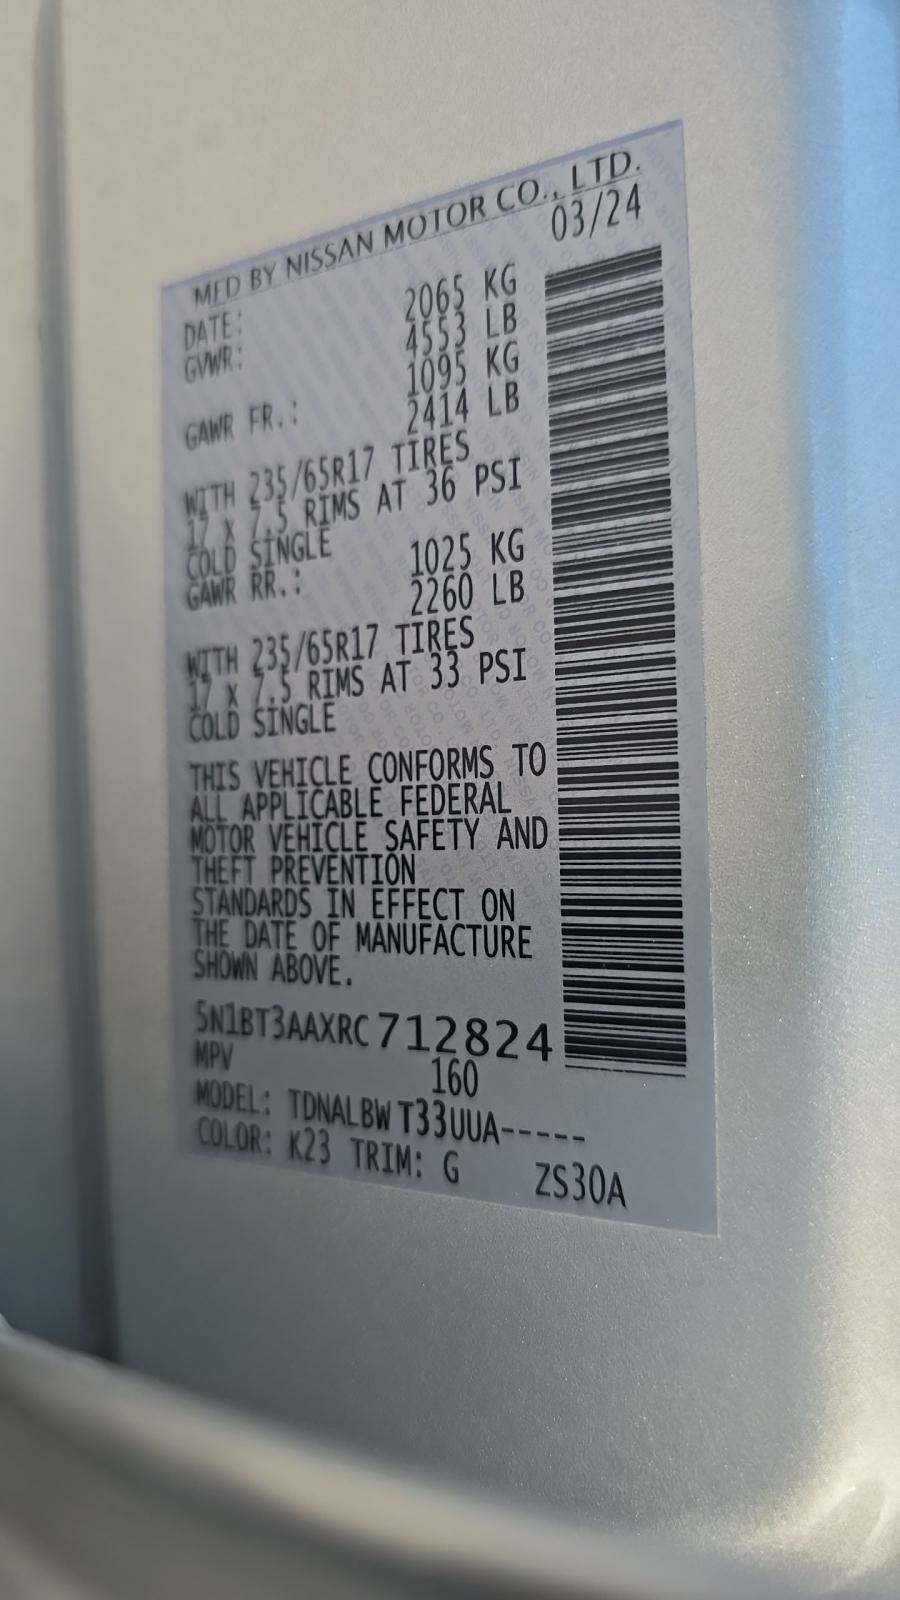 MFD BY NISSAN MOTOR CO., LTD.
DATE: 03/24
GVWR: 2065 KG
4553 LB
GAWR FR.: 1095 KG
2414 LB
WITH 235/65R17 TIRES
17 x 7.5 RIMS AT 36 PSI
COLD SINGLE
GAWR RR.: 1025 KG
2260 LB
WITH 235/65R17 TIRES
17 x 7.5 RIMS AT 33 PSI
COLD SINGLE
THIS VEHICLE CONFORMS TO
ALL APPLICABLE FEDERAL
MOTOR VEHICLE SAFETY AND
THEFT PREVENTION
STANDARDS IN EFFECT ON
THE DATE OF MANUFACTURE
SHOWN ABOVE.
5N1BT3AAXRC712824
MPV 160
MODEL: TDNALBWT33UUA-----
COLOR: K23 TRIM: G ZS30A